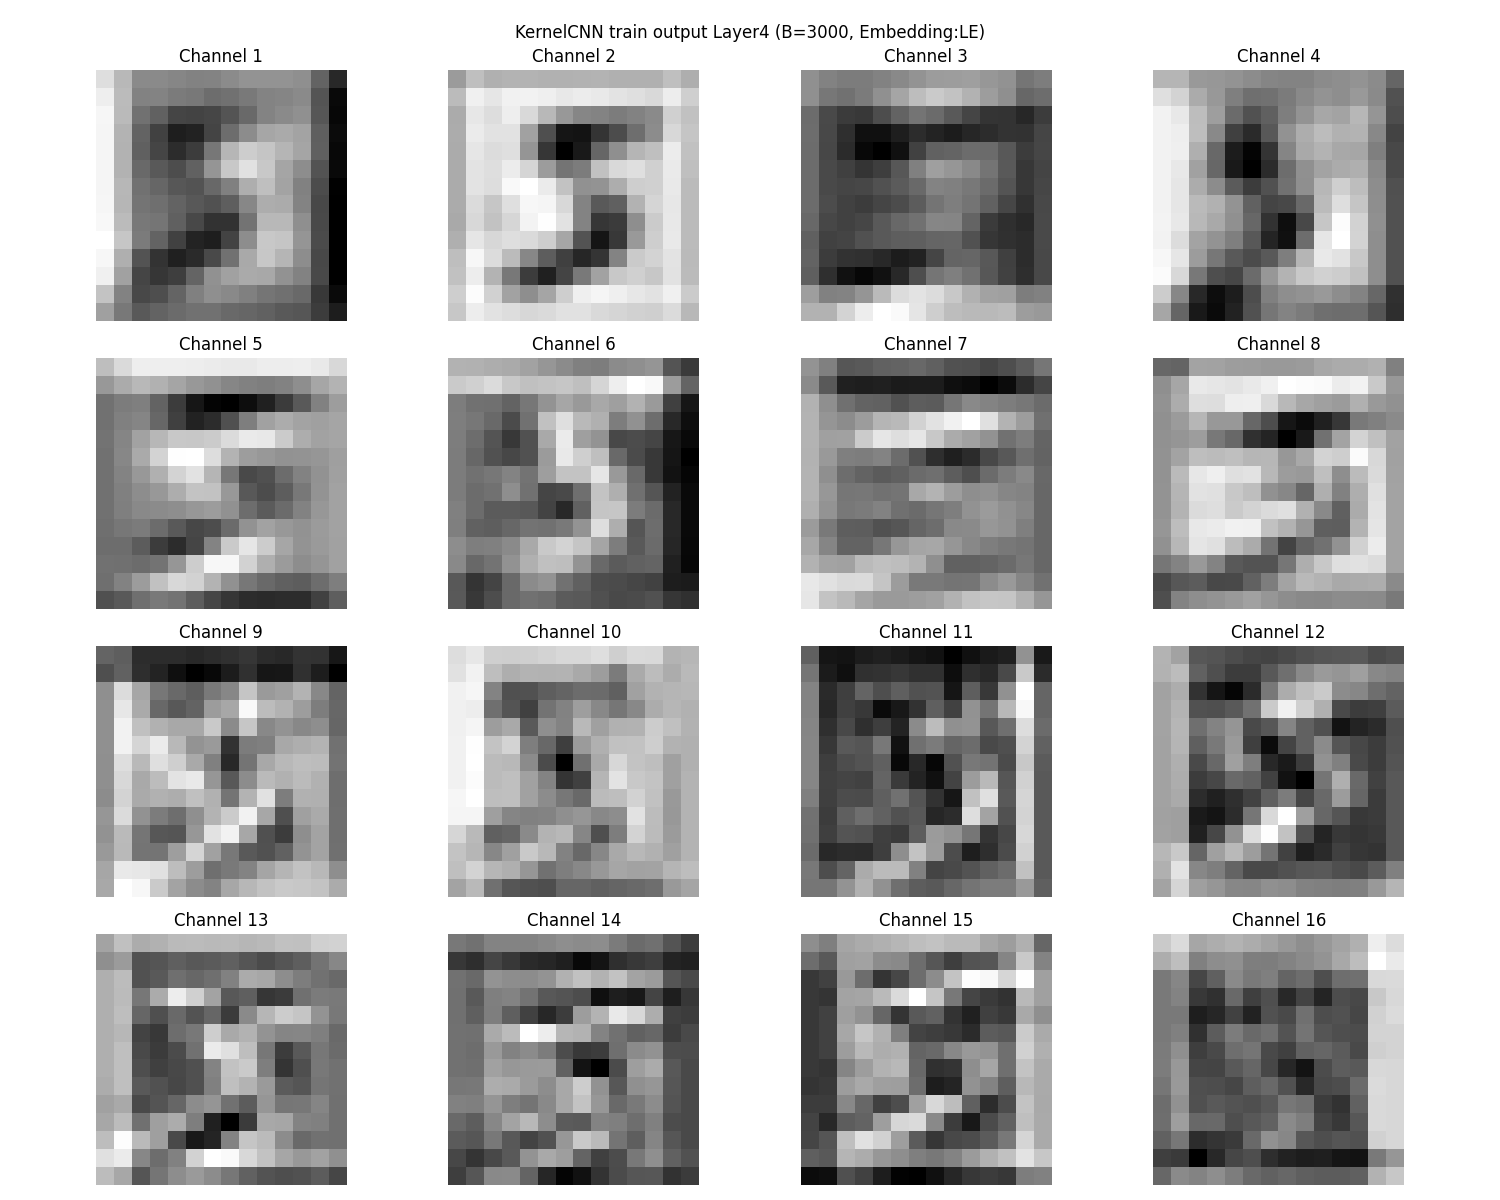 KernelCNN train output Layer4 (B=3000, Embedding:LE)
Channel 1 Channel 2 Channel 3 Channel 4
Channel 5 Channel 6 Channel 7 Channel 8
Channel 9 Channel 10 Channel 11 Channel 12
Channel 13 Channel 14 Channel 15 Channel 16